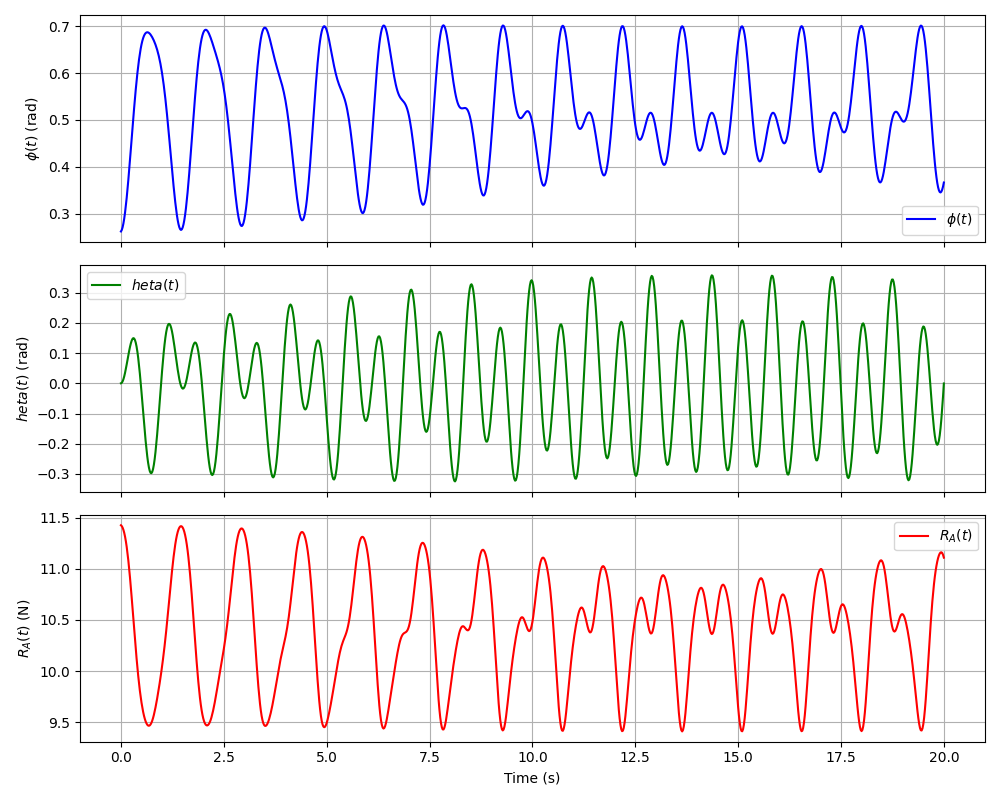 0.7
0.6
0.5
0.4
0.3
ϕ(t) (rad)
ϕ(t)
0.3
0.2
0.1
0.0
−0.1
−0.2
−0.3
heta(t) (rad)
heta(t)
11.5
11.0
10.5
10.0
9.5
R_A(t) (N)
R_A(t)
0.0 2.5 5.0 7.5 10.0 12.5 15.0 17.5 20.0
Time (s)